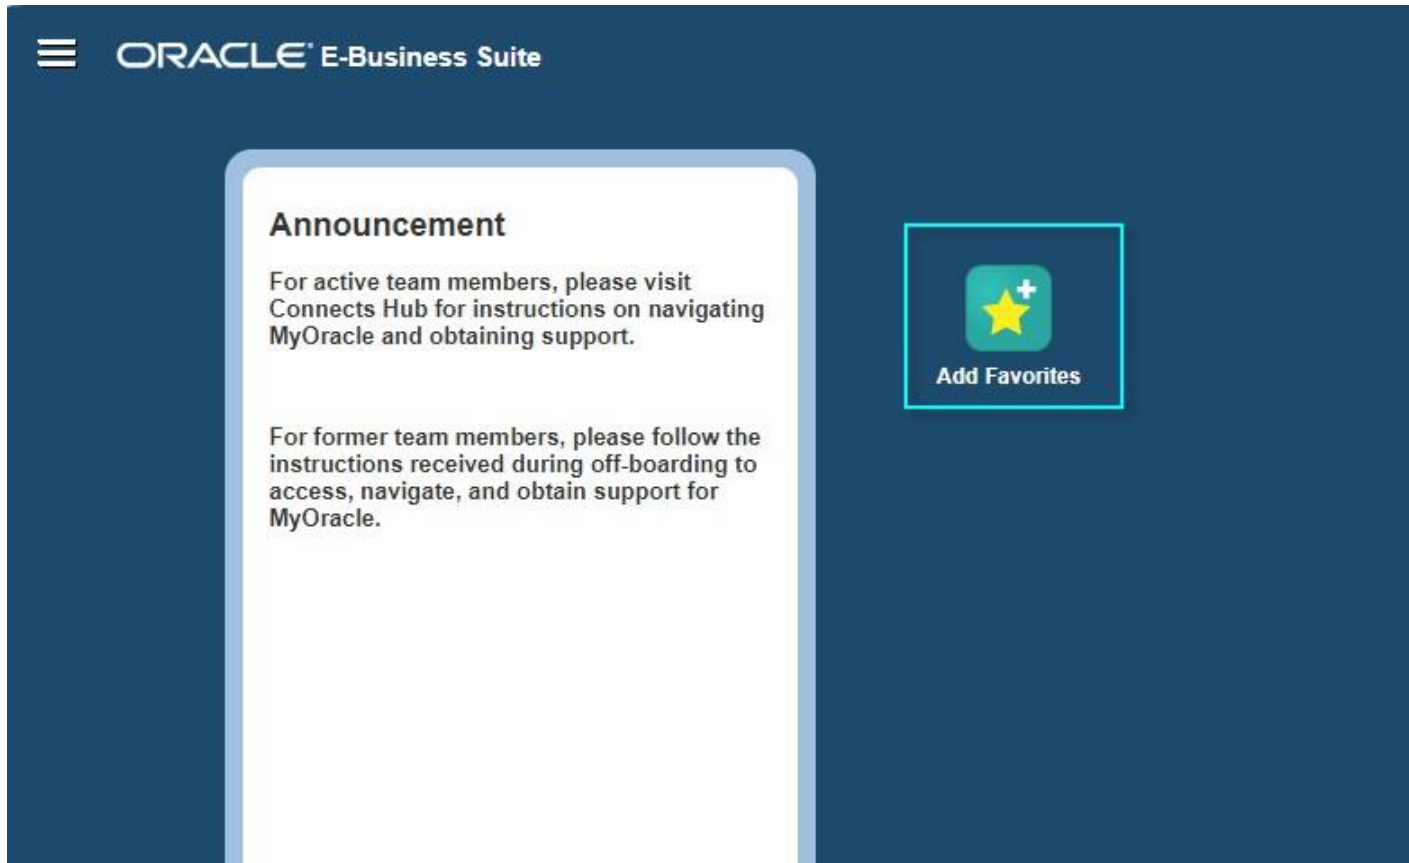 ORACLE E-Business Suite
Announcement
For active team members, please visit
Connects Hub for instructions on navigating
MyOracle and obtaining support.
For former team members, please follow the
instructions received during off-boarding to
access, navigate, and obtain support for
MyOracle.
Add Favorites